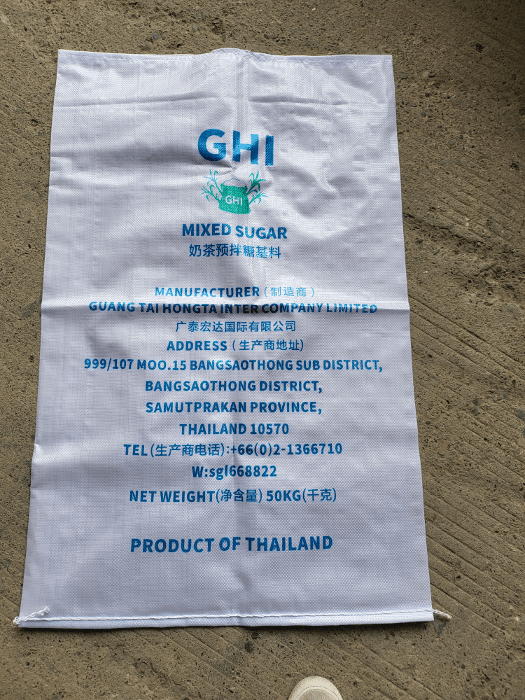 GHI
GHI
MIXED SUGAR
奶茶预拌糖基料
MANUFACTURER (制造商)
GUANG TAI HONGTA INTER COMPANY LIMITED
广泰宏达国际有限公司
ADDRESS (生产商地址)
999/107 MOO.15 BANGSAOTHONG SUB DISTRICT,
BANGSAOTHONG DISTRICT,
SAMUTPRAKAN PROVINCE,
THAILAND 10570
TEL(生产商电话):+66(0)2-1366710
W:sgl668822
NET WEIGHT(净含量) 50KG(千克)
PRODUCT OF THAILAND